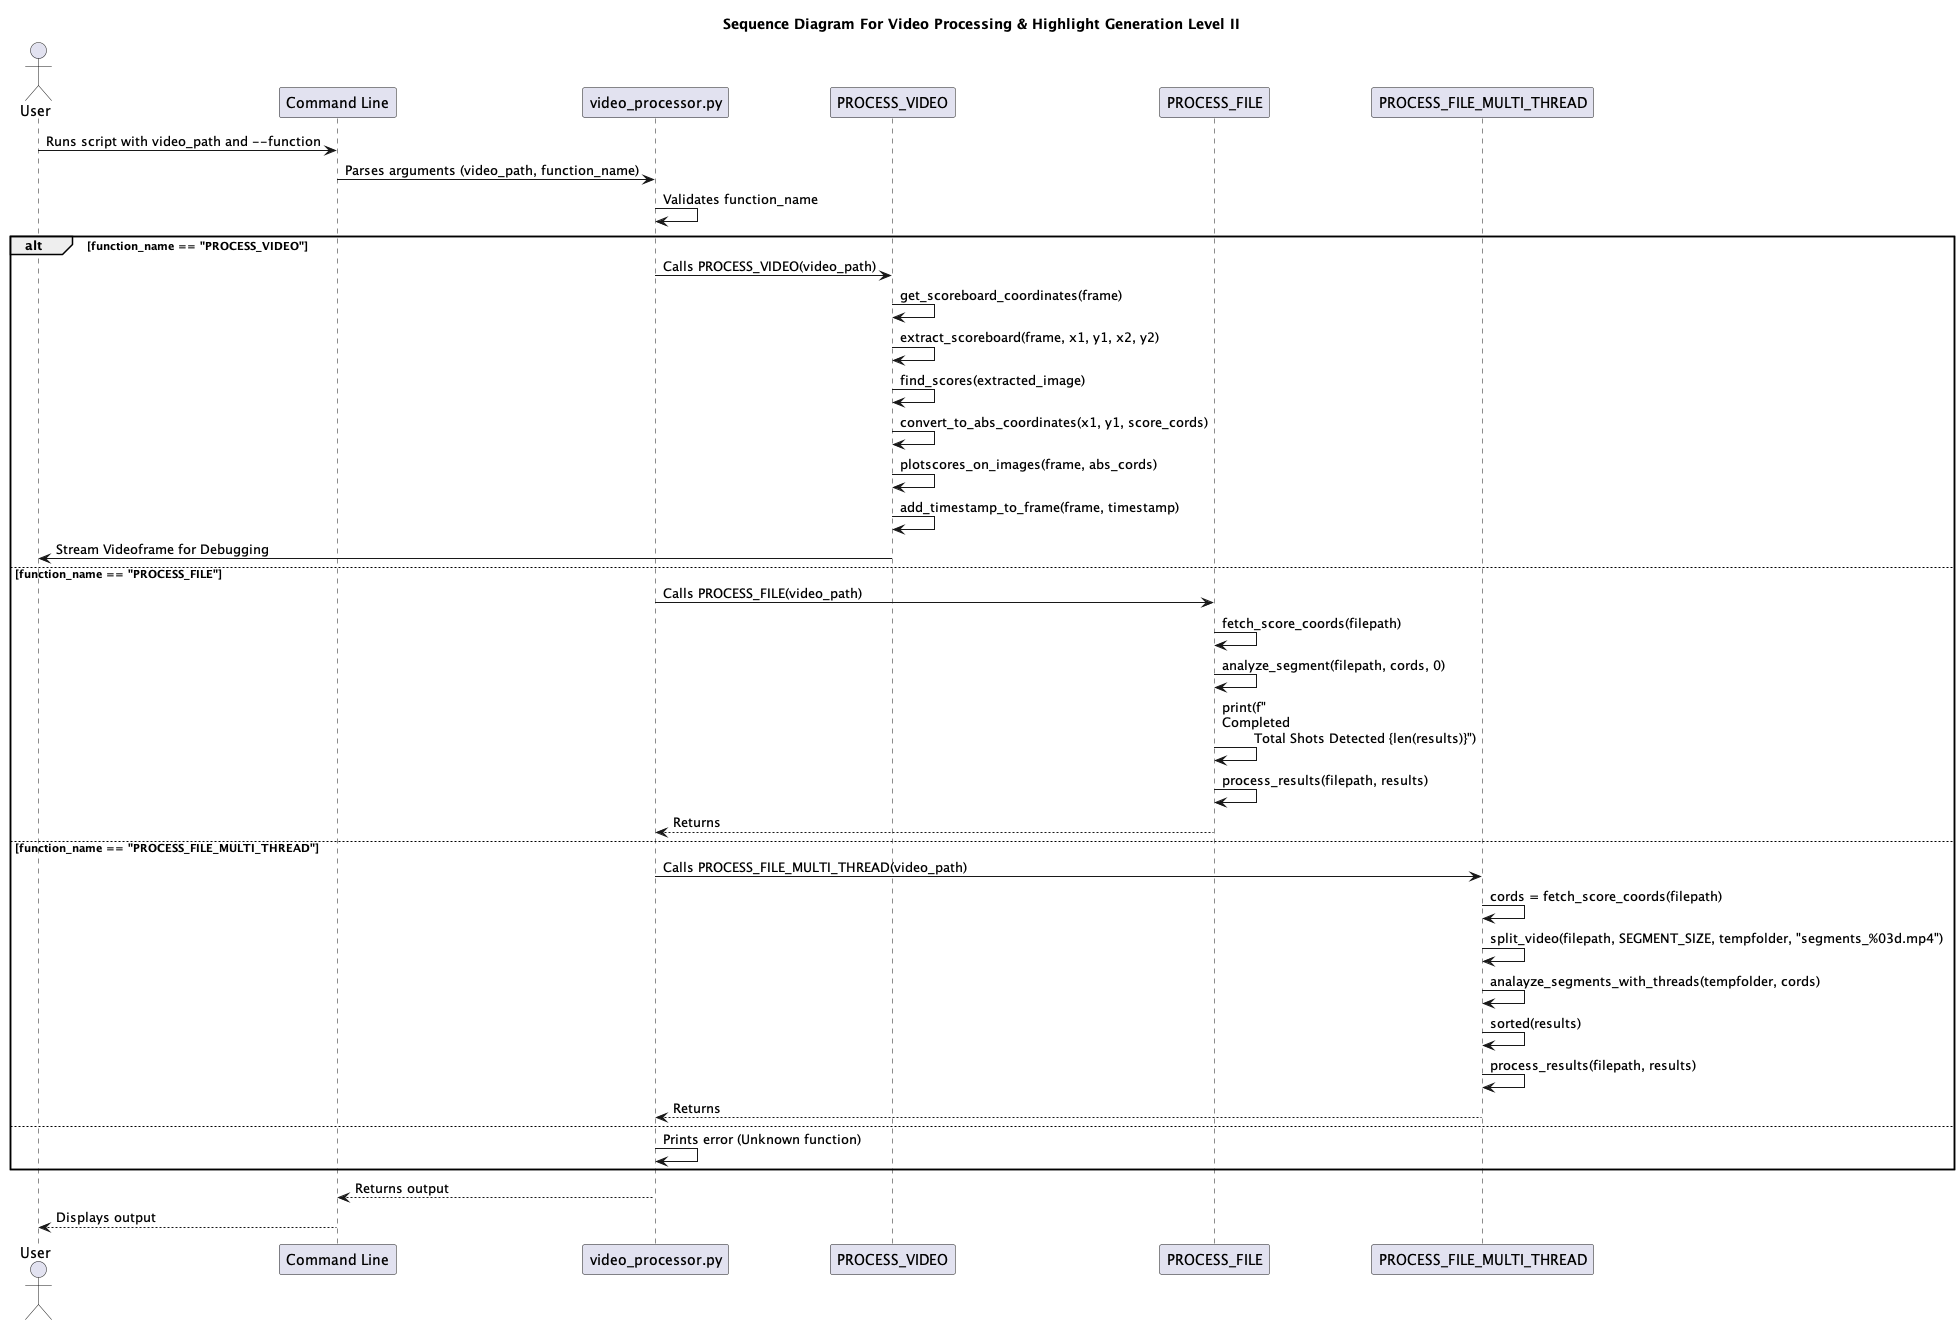 Sequence Diagram For Video Processing & Highlight Generation Level II
User
Command Line
video_processor.py
PROCESS_VIDEO
PROCESS_FILE
PROCESS_FILE_MULTI_THREAD
Runs script with video_path and --function
Parses arguments (video_path, function_name)
Validates function_name
alt
[function_name == "PROCESS_VIDEO"]
Calls PROCESS_VIDEO(video_path)
get_scoreboard_coordinates(frame)
extract_scoreboard(frame, x1, y1, x2, y2)
find_scores(extracted_image)
convert_to_abs_coordinates(x1, y1, score_cords)
plotscores_on_images(frame, abs_cords)
add_timestamp_to_frame(frame, timestamp)
Stream Videoframe for Debugging
[function_name == "PROCESS_FILE"]
Calls PROCESS_FILE(video_path)
fetch_score_coords(filepath)
analyze_segment(filepath, cords, 0)
print(f"
Completed
Total Shots Detected {len(results)}")
process_results(filepath, results)
Returns
[function_name == "PROCESS_FILE_MULTI_THREAD"]
Calls PROCESS_FILE_MULTI_THREAD(video_path)
cords = fetch_score_coords(filepath)
split_video(filepath, SEGMENT_SIZE, tempfolder, "segments_%03d.mp4")
analayze_segments_with_threads(tempfolder, cords)
sorted(results)
process_results(filepath, results)
Returns
Prints error (Unknown function)
Returns output
Displays output
User
Command Line
video_processor.py
PROCESS_VIDEO
PROCESS_FILE
PROCESS_FILE_MULTI_THREAD